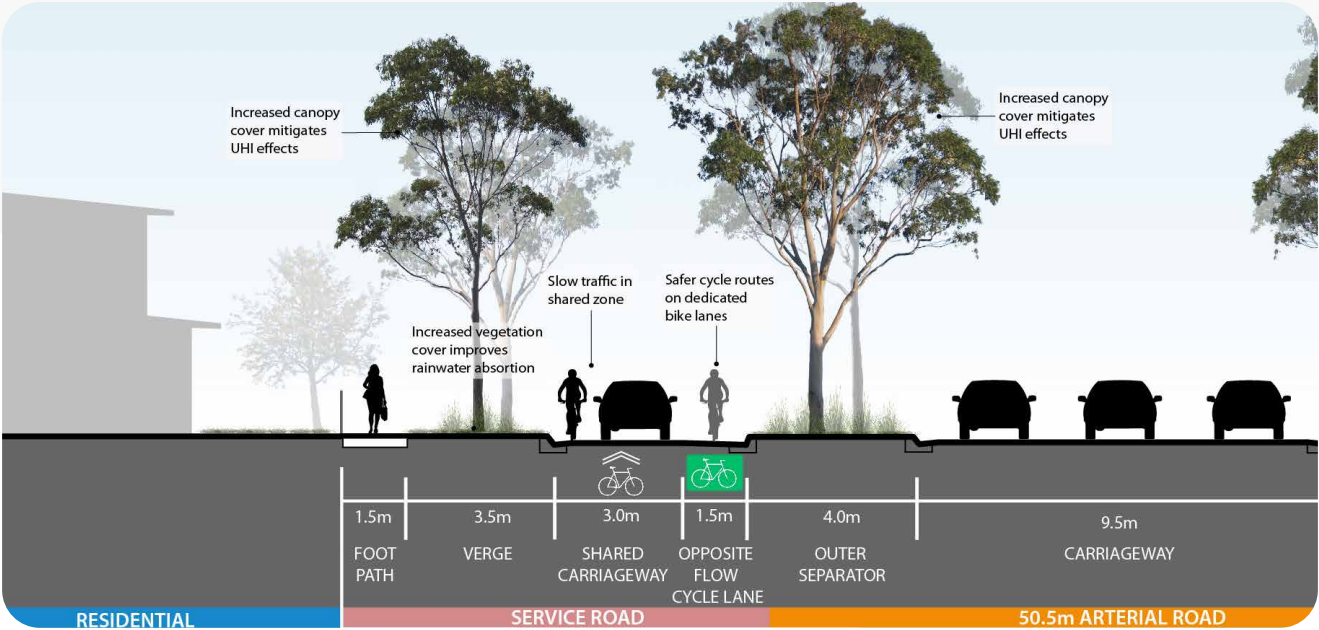 Increased canopy
cover mitigates
UHI effects
Increased canopy
cover mitigates
UHI effects
Slow traffic in
shared zone
Safer cycle routes
on dedicated
bike lanes
Increased vegetation
cover improves
rainwater absortion
1.5m
3.5m
3.0m
1.5m
4.0m
9.5m
FOOT
PATH
VERGE
SHARED
CARRIAGEWAY
OPPOSITE
FLOW
CYCLE LANE
OUTER
SEPARATOR
CARRIAGEWAY
RESIDENTIAL
SERVICE ROAD
50.5m ARTERIAL ROAD